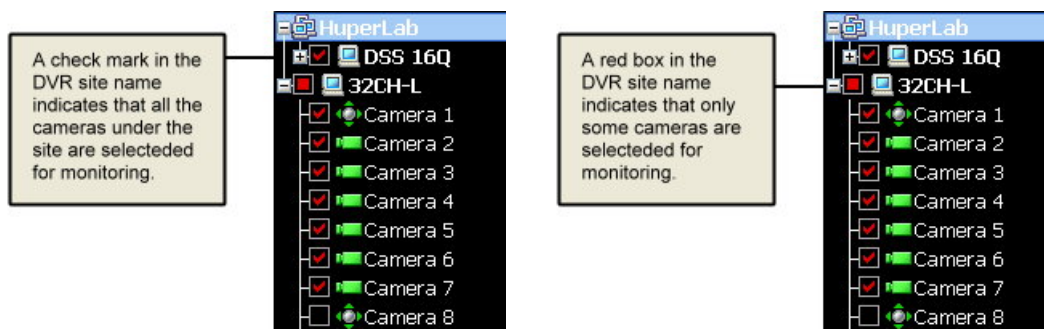 A check mark in the
DVR site name
indicates that all the
cameras under the
site are selecteded
for monitoring.
HuperLab
DSS 16Q
32CH-L
Camera 1
Camera 2
Camera 3
Camera 4
Camera 5
Camera 6
Camera 7
Camera 8
A red box in the
DVR site name
indicates that only
some cameras are
selecteded for
monitoring.
HuperLab
DSS 16Q
32CH-L
Camera 1
Camera 2
Camera 3
Camera 4
Camera 5
Camera 6
Camera 7
Camera 8